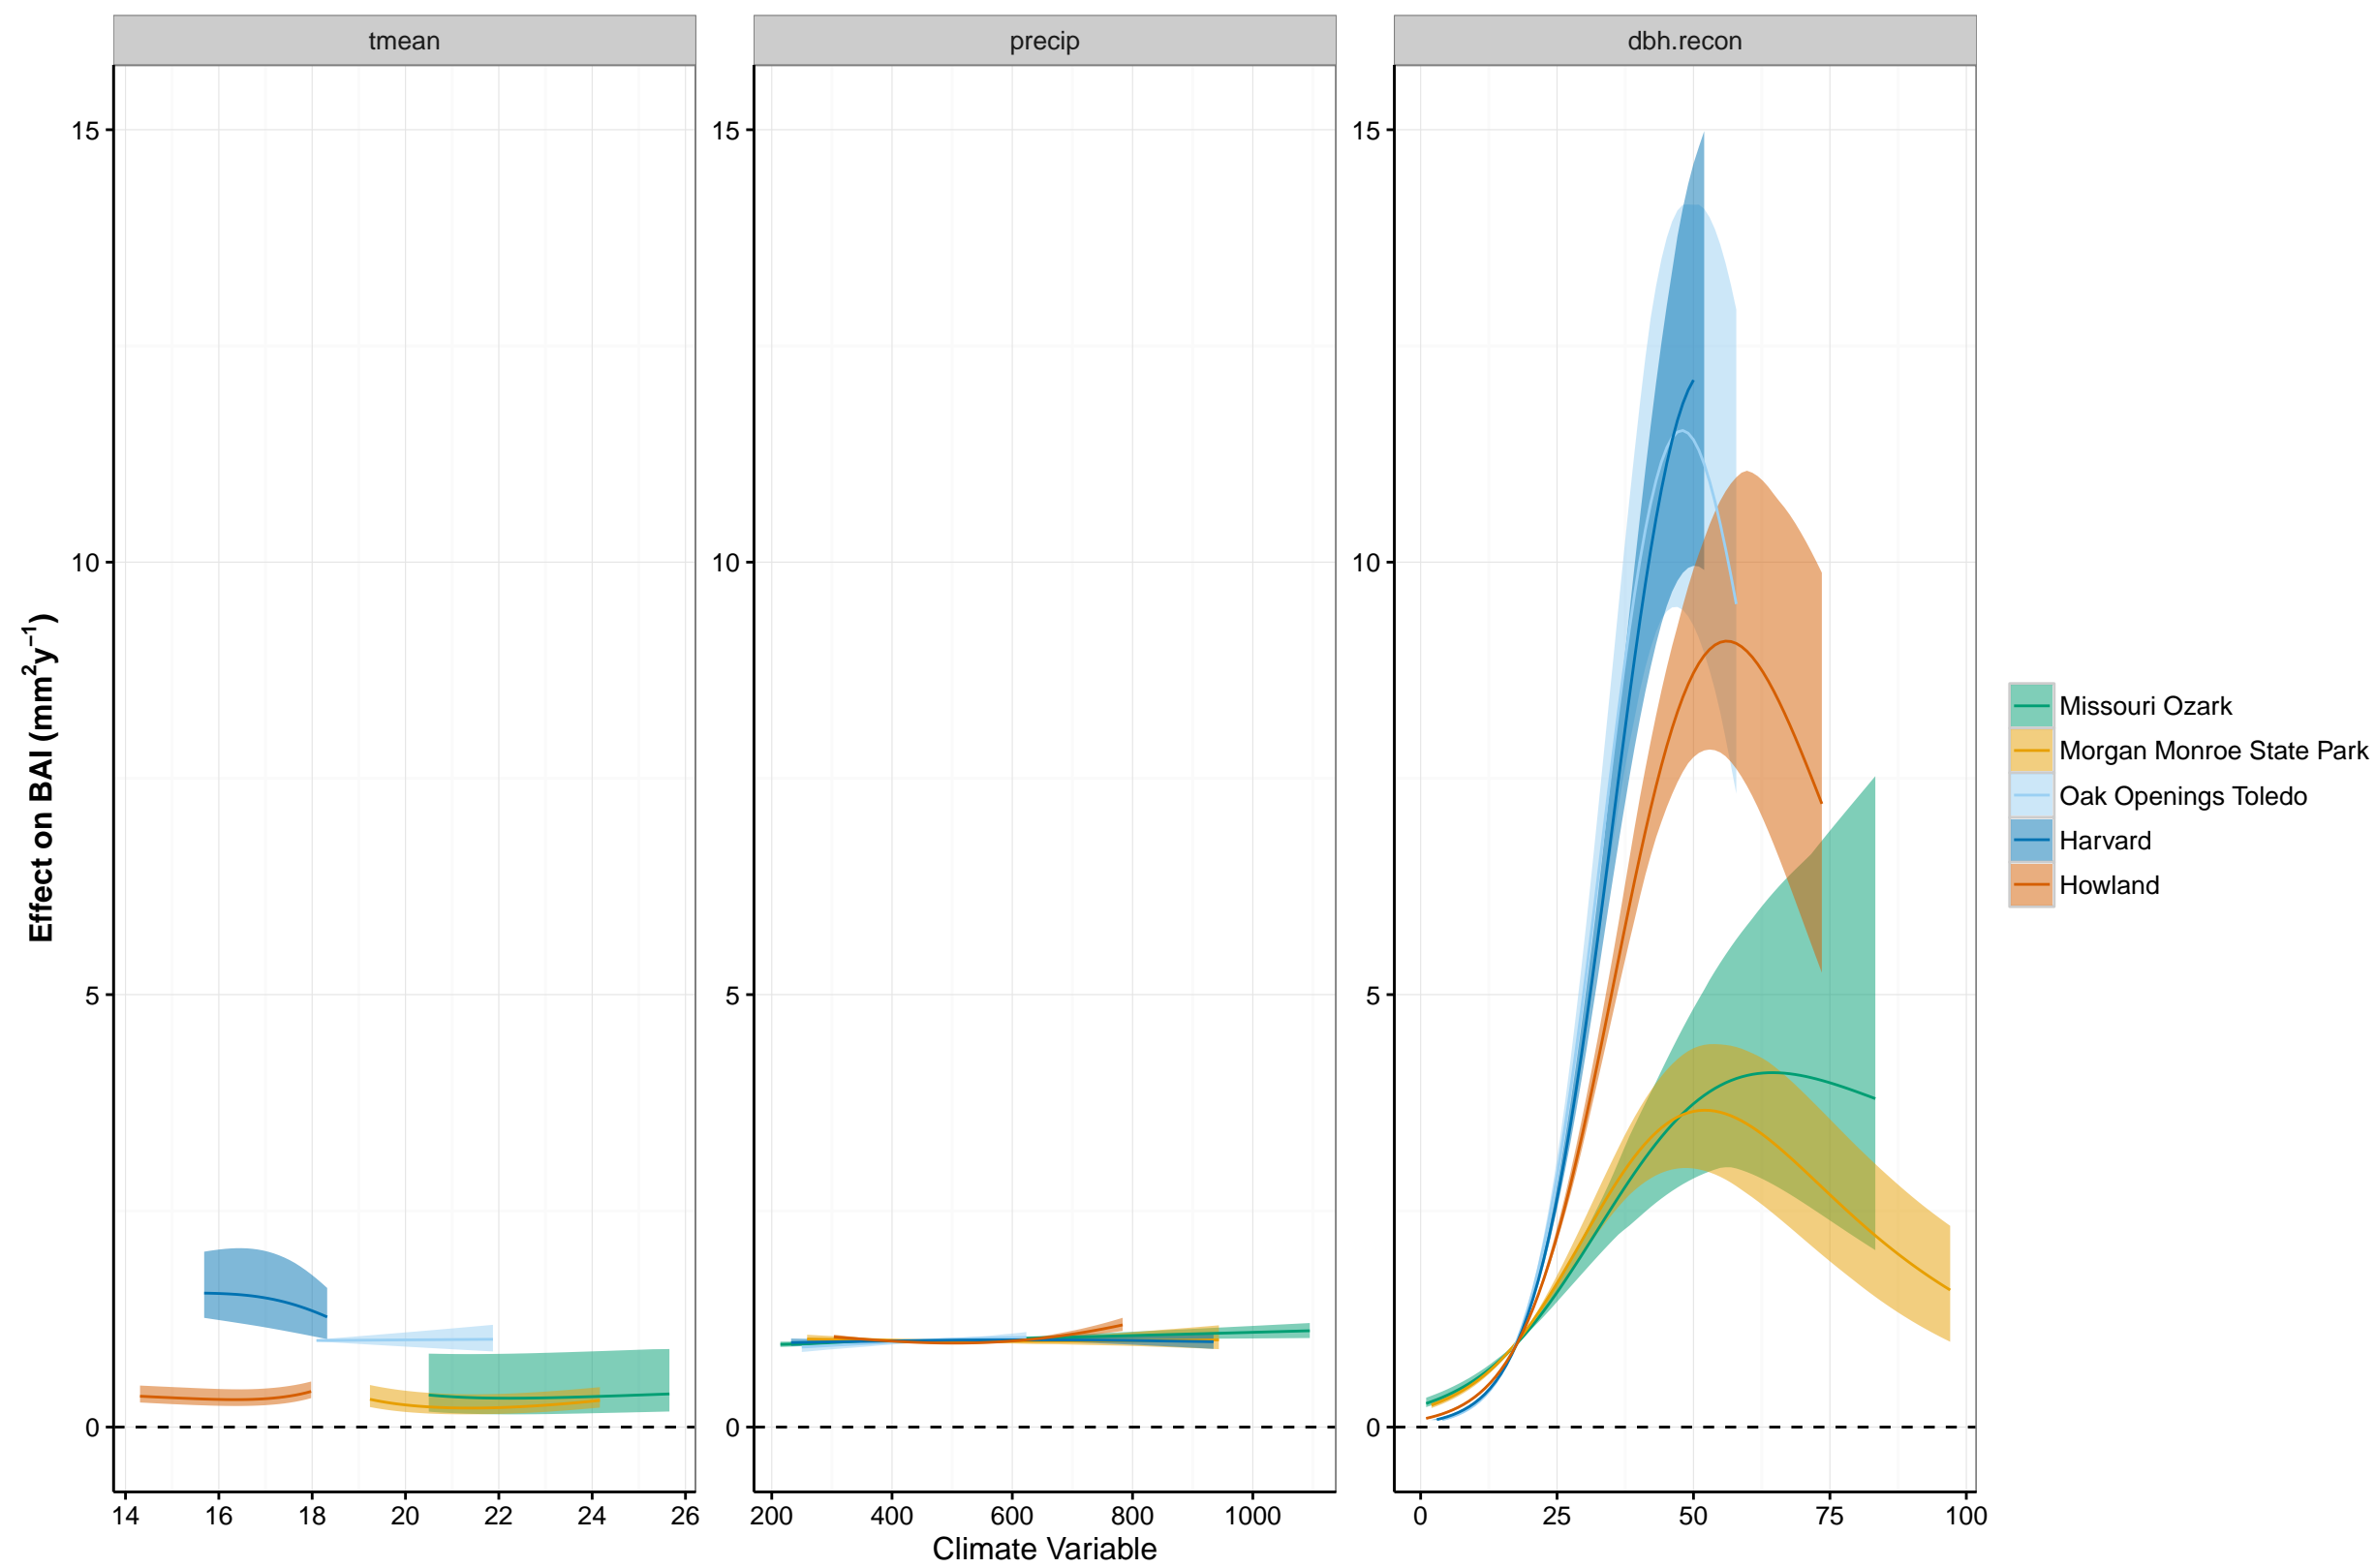 tmean
precip
dbh.recon
Effect on BAI (mm²y⁻¹)
15
10
5
0
15
10
5
0
15
10
5
0
14 16 18 20 22 24 26
200 400 600 800 1000
0 25 50 75 100
Climate Variable
Missouri Ozark
Morgan Monroe State Park
Oak Openings Toledo
Harvard
Howland